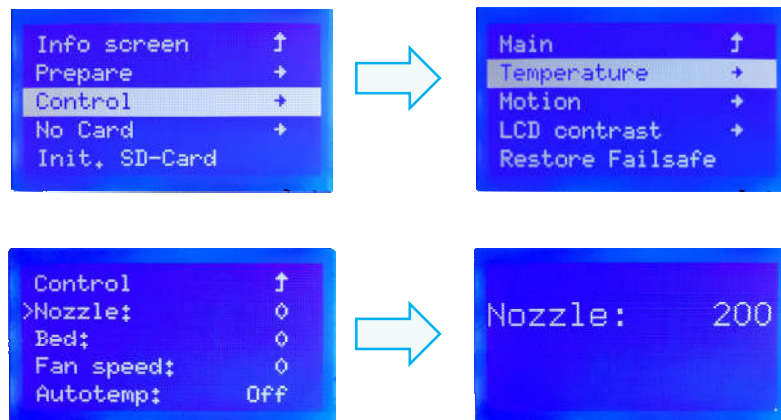 Info screen
Prepare
Control
No Card
Init. SD-Card
Main
Temperature
Motion
LCD contrast
Restore Failsafe
Control
>Nozzle: 0
Bed: 0
Fan speed: 0
Autotemp: Off
Nozzle: 200